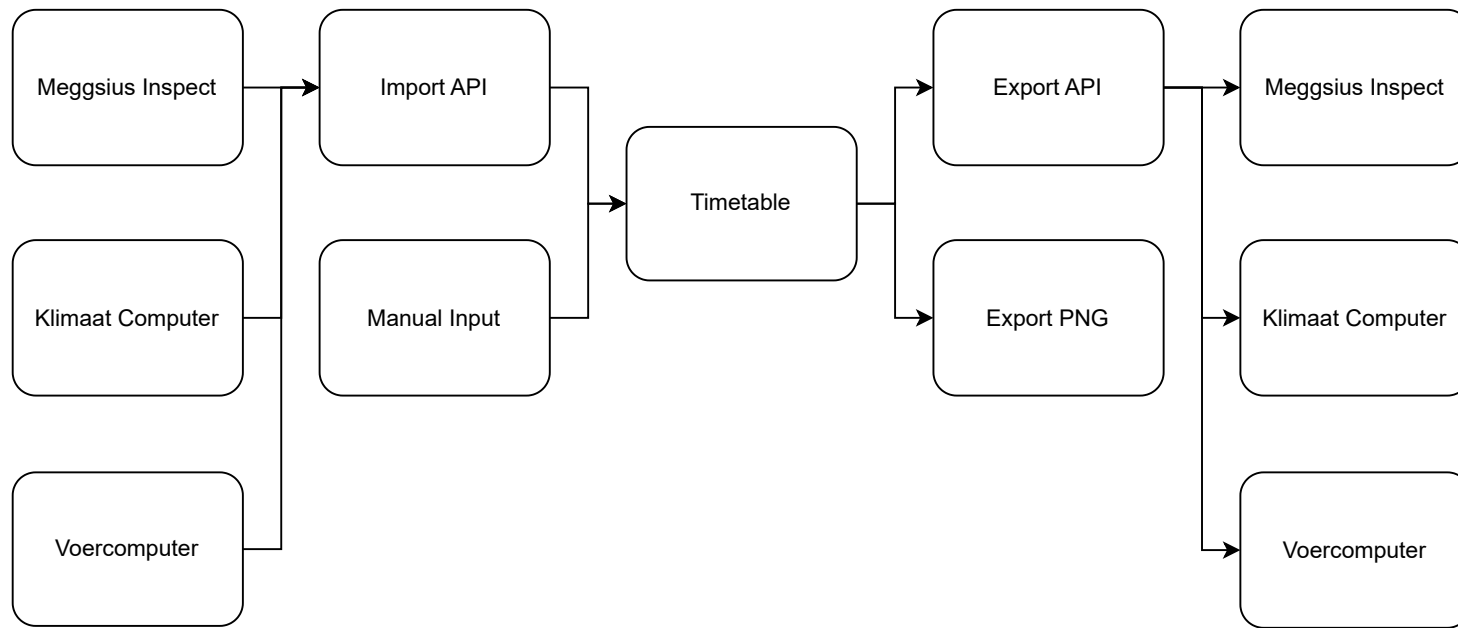 Meggsius Inspect
Import API
Export API
Meggsius Inspect
Timetable
Klimaat Computer
Manual Input
Export PNG
Klimaat Computer
Voercomputer
Voercomputer